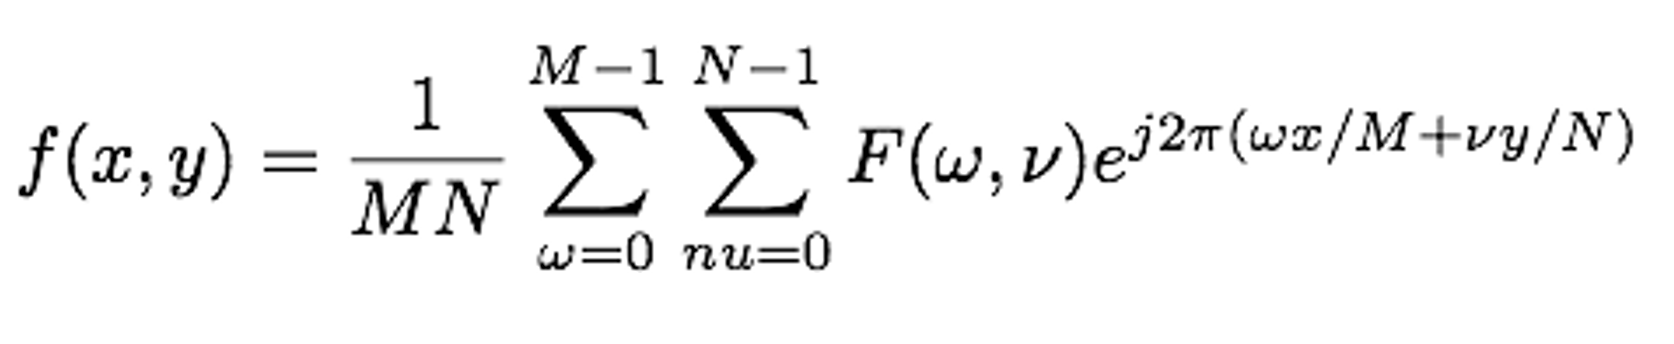 f(x, y) = \frac{1}{MN} \sum_{\omega=0}^{M-1} \sum_{nu=0}^{N-1} F(\omega, \nu) e^{j2\pi(\omega x/M+\nu y/N)}